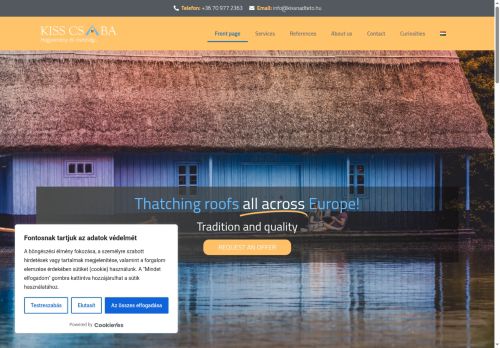 Telefon: +36 70 977 2363 Email: info@kissnadteto.hu
KISS CSABA
Front page Services References About us Contact Curiosities
Thatching roofs all across Europe!
Tradition and quality
REQUEST AN OFFER
Fontosnak tartjuk az adatok védelmét
A böngészési élmény fokozása, a személyre szabott
hirdetések vagy tartalmak megjelenítése, valamint a forgalom
elemzése érdekében sütiket (cookie) használunk. A "Mindet
elfogadom" gombra kattintva hozzájárulhat a sütik
használatához.
Testreszabás Elutasít Az összes elfogadása
Powered by CookieYes